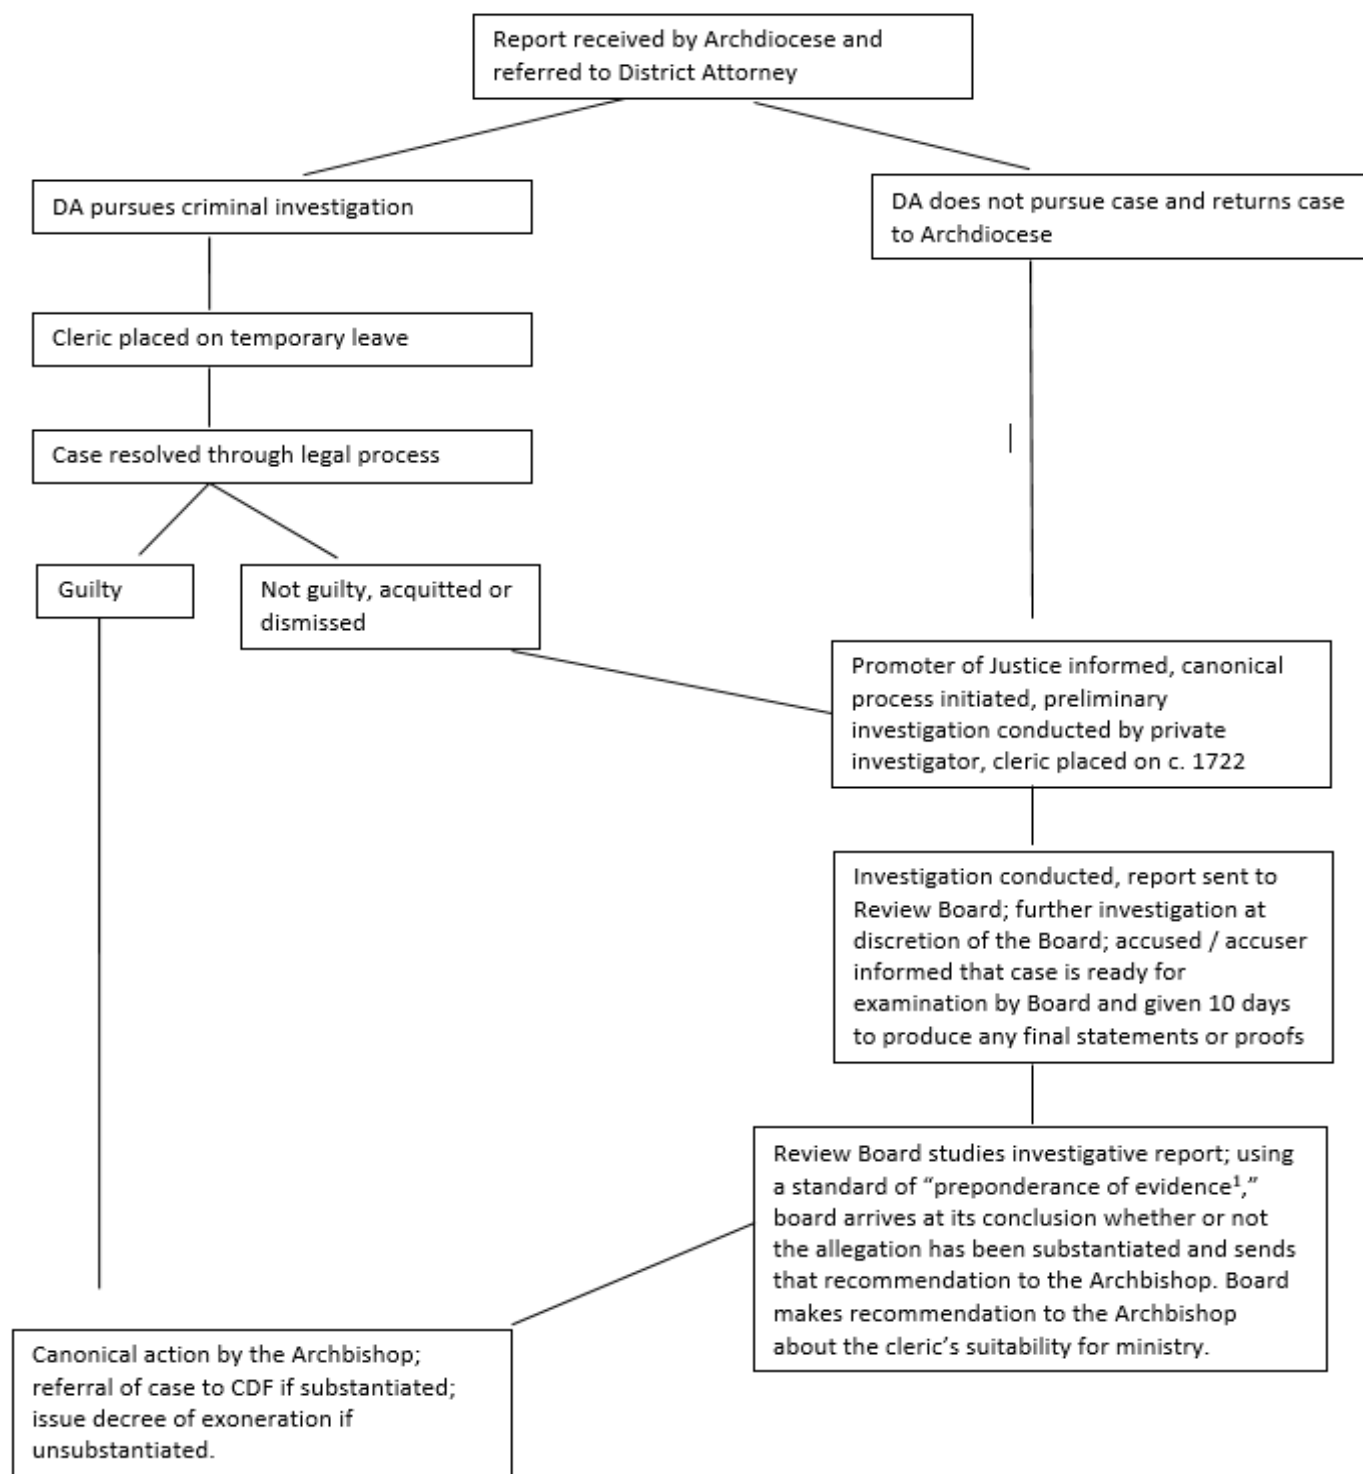 Report received by Archdiocese and
referred to District Attorney
DA pursues criminal investigation
DA does not pursue case and returns case
to Archdiocese
Cleric placed on temporary leave
Case resolved through legal process
Guilty
Not guilty, acquitted or
dismissed
Promoter of Justice informed, canonical
process initiated, preliminary
investigation conducted by private
investigator, cleric placed on c. 1722
Investigation conducted, report sent to
Review Board; further investigation at
discretion of the Board; accused / accuser
informed that case is ready for
examination by Board and given 10 days
to produce any final statements or proofs
Review Board studies investigative report; using
a standard of “preponderance of evidence¹,”
board arrives at its conclusion whether or not
the allegation has been substantiated and sends
that recommendation to the Archbishop. Board
makes recommendation to the Archbishop
about the cleric’s suitability for ministry.
Canonical action by the Archbishop;
referral of case to CDF if substantiated;
issue decree of exoneration if
unsubstantiated.